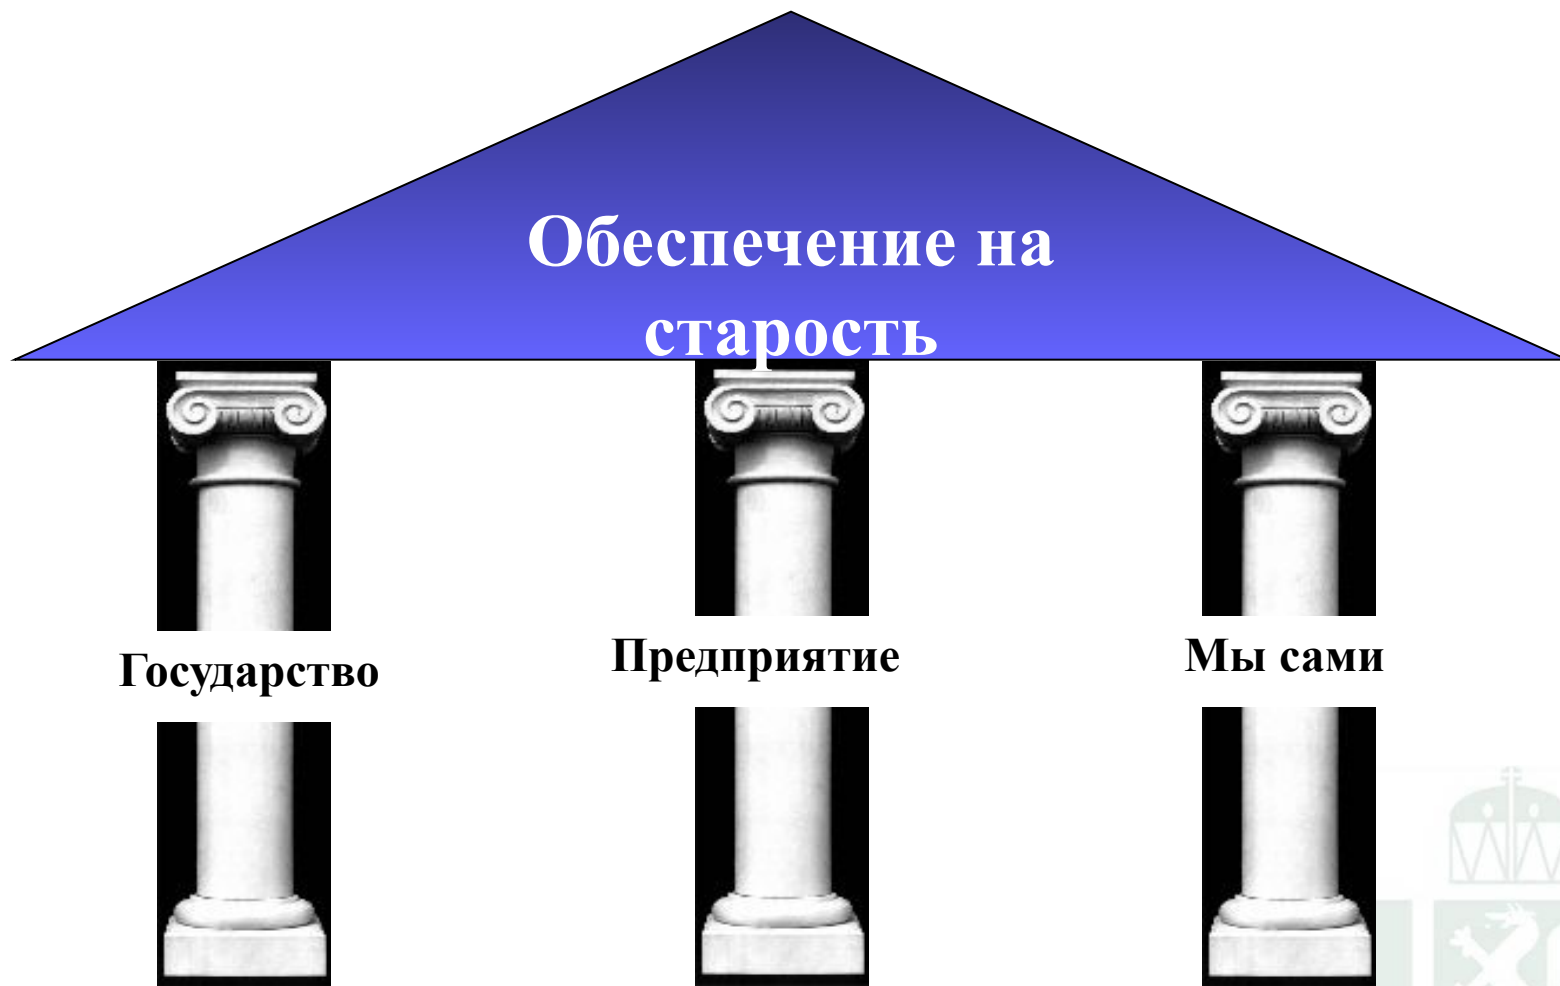 Обеспечение на
старость
Государство
Предприятие
Мы сами